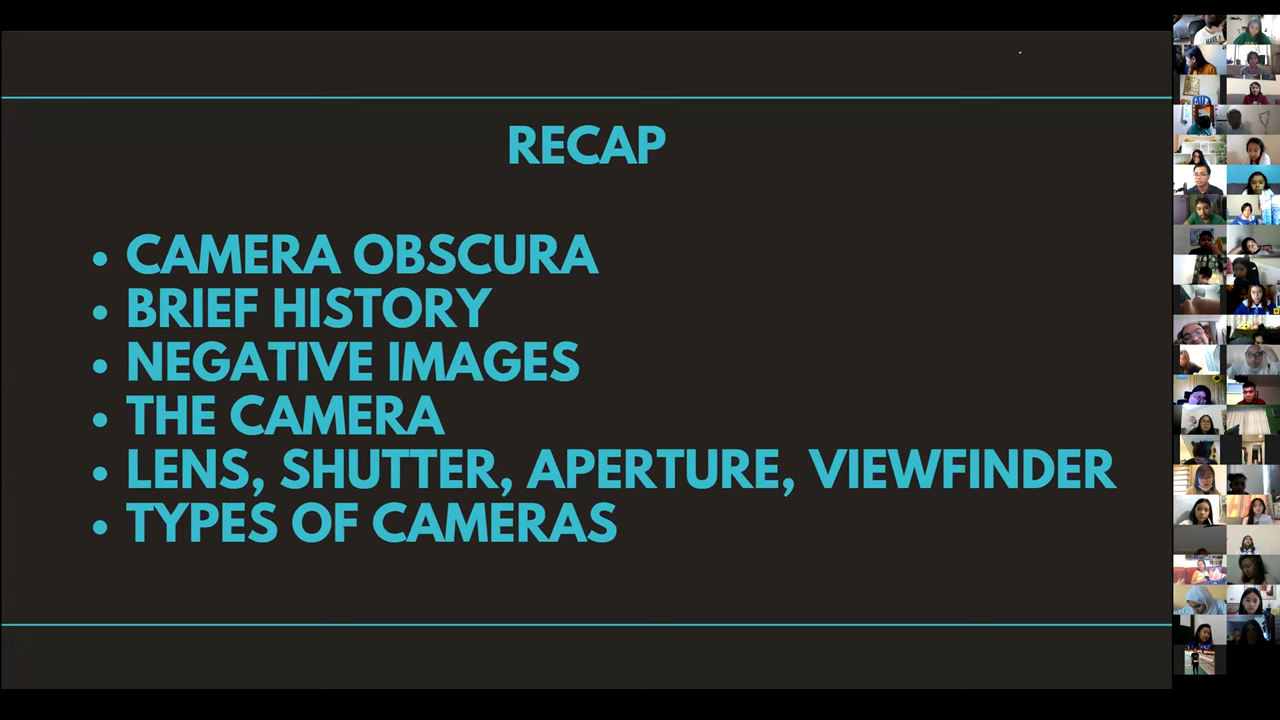 RECAP
• CAMERA OBSCURA
• BRIEF HISTORY
• NEGATIVE IMAGES
• THE CAMERA
• LENS, SHUTTER, APERTURE, VIEWFINDER
• TYPES OF CAMERAS